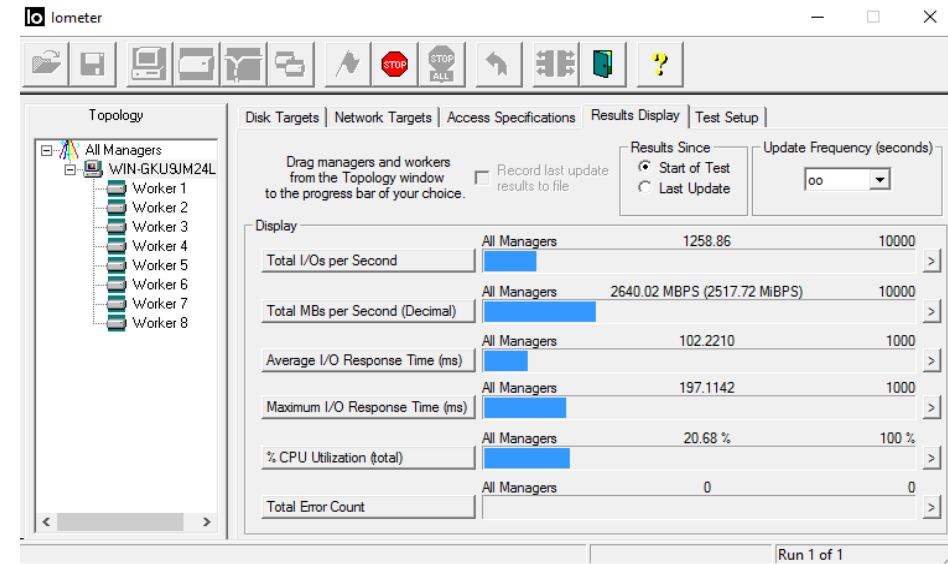 Io Iometer
STOP
STOP
ALL
?
Topology
All Managers
WIN-GKU9JM24L
Worker 1
Worker 2
Worker 3
Worker 4
Worker 5
Worker 6
Worker 7
Worker 8
Disk Targets Network Targets Access Specifications Results Display Test Setup
Drag managers and workers
from the Topology window
to the progress bar of your choice.
Record last update
results to file
Results Since
Start of Test
Last Update
Update Frequency (seconds)
oo
Display
All Managers 1258.86 10000
Total I/Os per Second >
All Managers 2640.02 MBPS (2517.72 MiBPS) 10000
Total MBs per Second (Decimal) >
All Managers 102.2210 1000
Average I/O Response Time (ms) >
All Managers 197.1142 1000
Maximum I/O Response Time (ms) >
All Managers 20.68 % 100 %
% CPU Utilization (total) >
All Managers 0 0
Total Error Count >
Run 1 of 1